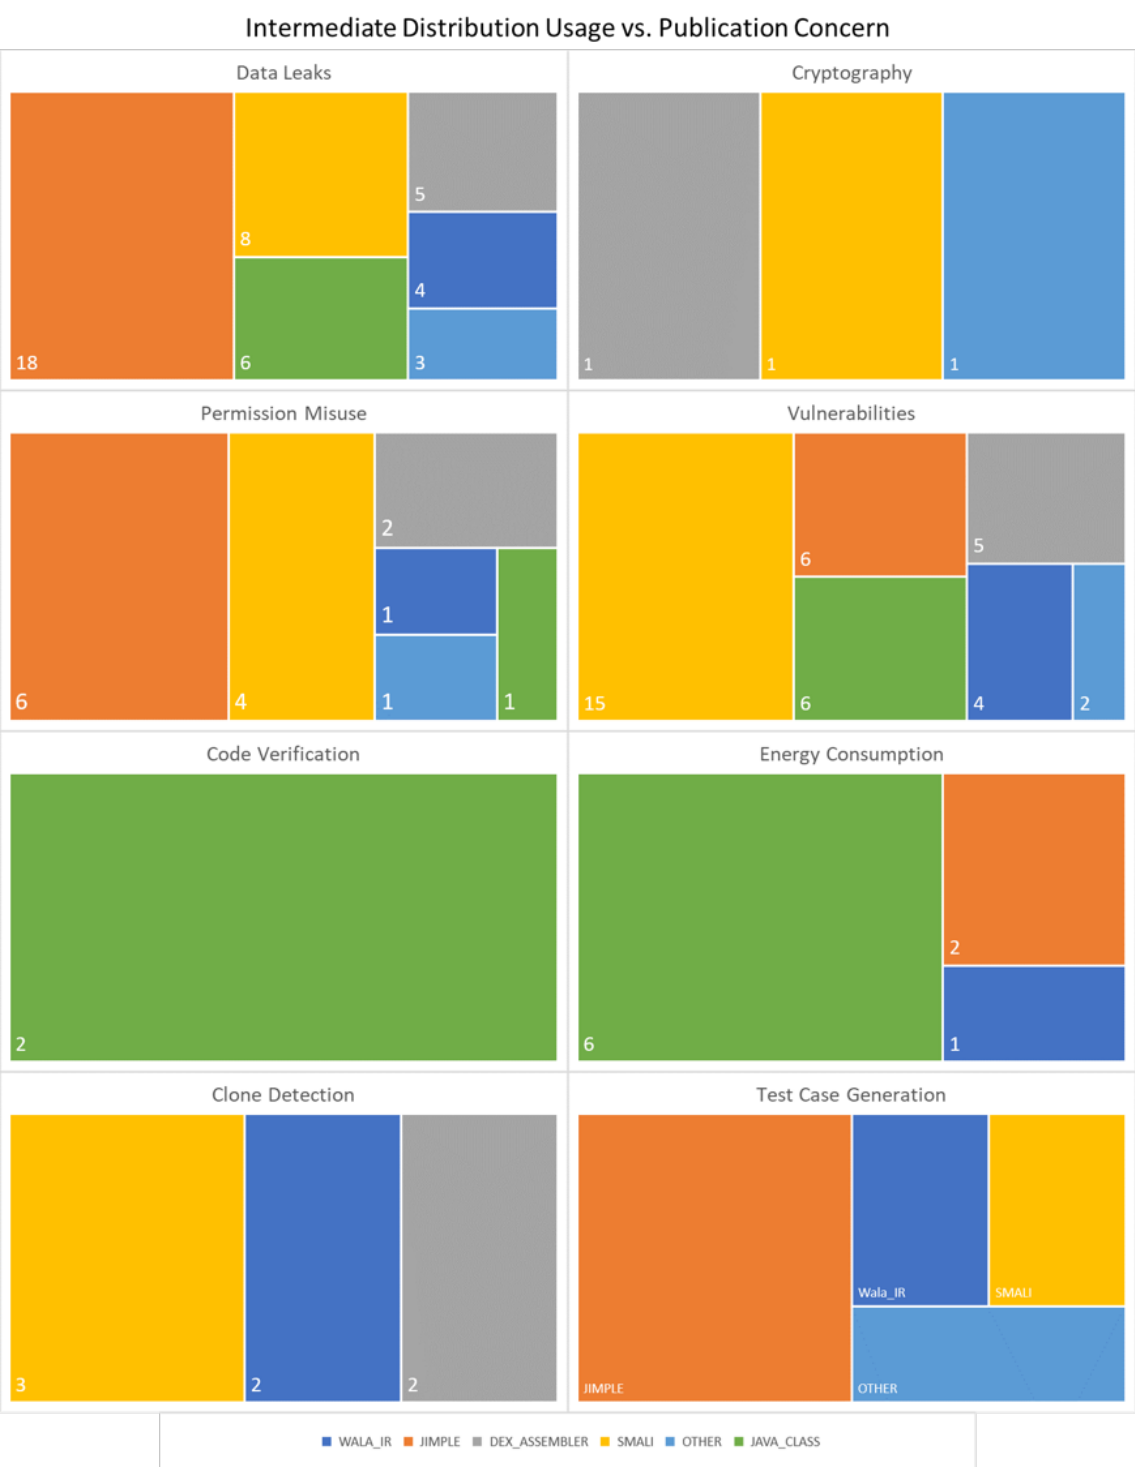 Intermediate Distribution Usage vs. Publication Concern
Data Leaks
18
8
6
5
4
3
Cryptography
1
1
1
Permission Misuse
6
4
2
1
1
1
Vulnerabilities
15
6
6
5
4
2
Code Verification
2
Energy Consumption
6
2
1
Clone Detection
3
2
2
Test Case Generation
JIMPLE
Wala_IR
SMALI
OTHER
WALA_IR JIMPLE DEX_ASSEMBLER SMALI OTHER JAVA_CLASS